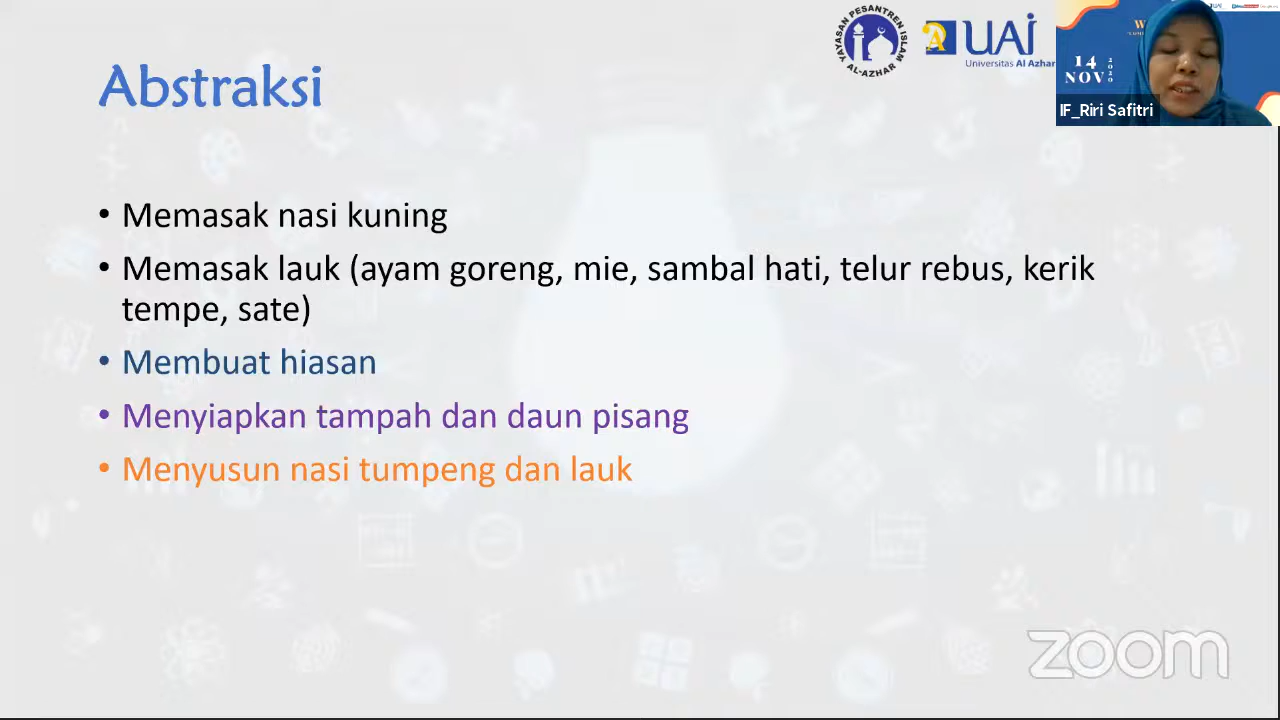 Abstraksi
YAYASAN PESANTREN ISLAM
AL-AZHAR
UAI
Universitas Al Azhar
14
NOV
2020
IF_Riri Safitri
• Memasak nasi kuning
• Memasak lauk (ayam goreng, mie, sambal hati, telur rebus, kerik
tempe, sate)
• Membuat hiasan
• Menyiapkan tampah dan daun pisang
• Menyusun nasi tumpeng dan lauk
zoom